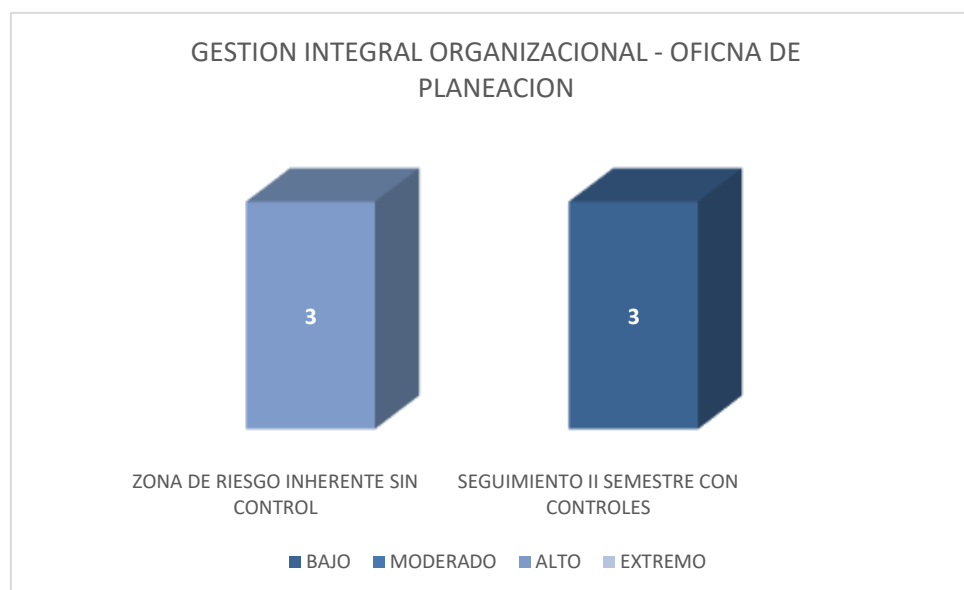 GESTION INTEGRAL ORGANIZACIONAL - OFICNA DE
PLANEACION
3
3
ZONA DE RIESGO INHERENTE SIN
CONTROL
SEGUIMIENTO II SEMESTRE CON
CONTROLES
BAJO
MODERADO
ALTO
EXTREMO